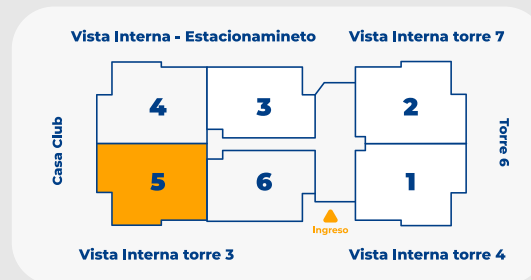 Vista Interna - Estacionamineto
Vista Interna torre 7
Casa Club
4
3
2
Torre 6
5
6
1
Ingreso
Vista Interna torre 3
Vista Interna torre 4